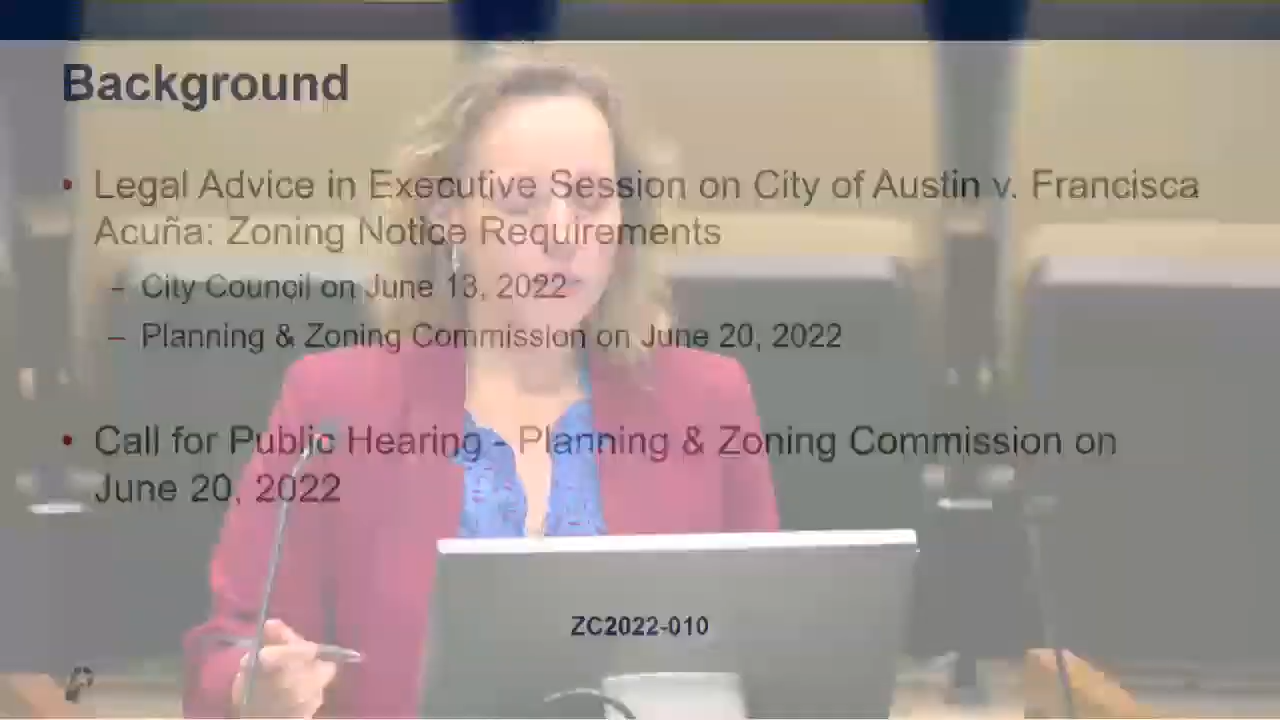 Background
• Legal Advice in Executive Session on City of Austin v. Francisca
Acuña: Zoning Notice Requirements
– City Council on June 13, 2022
– Planning & Zoning Commission on June 20, 2022
• Call for Public Hearing - Planning & Zoning Commission on
June 20, 2022
ZC2022-010